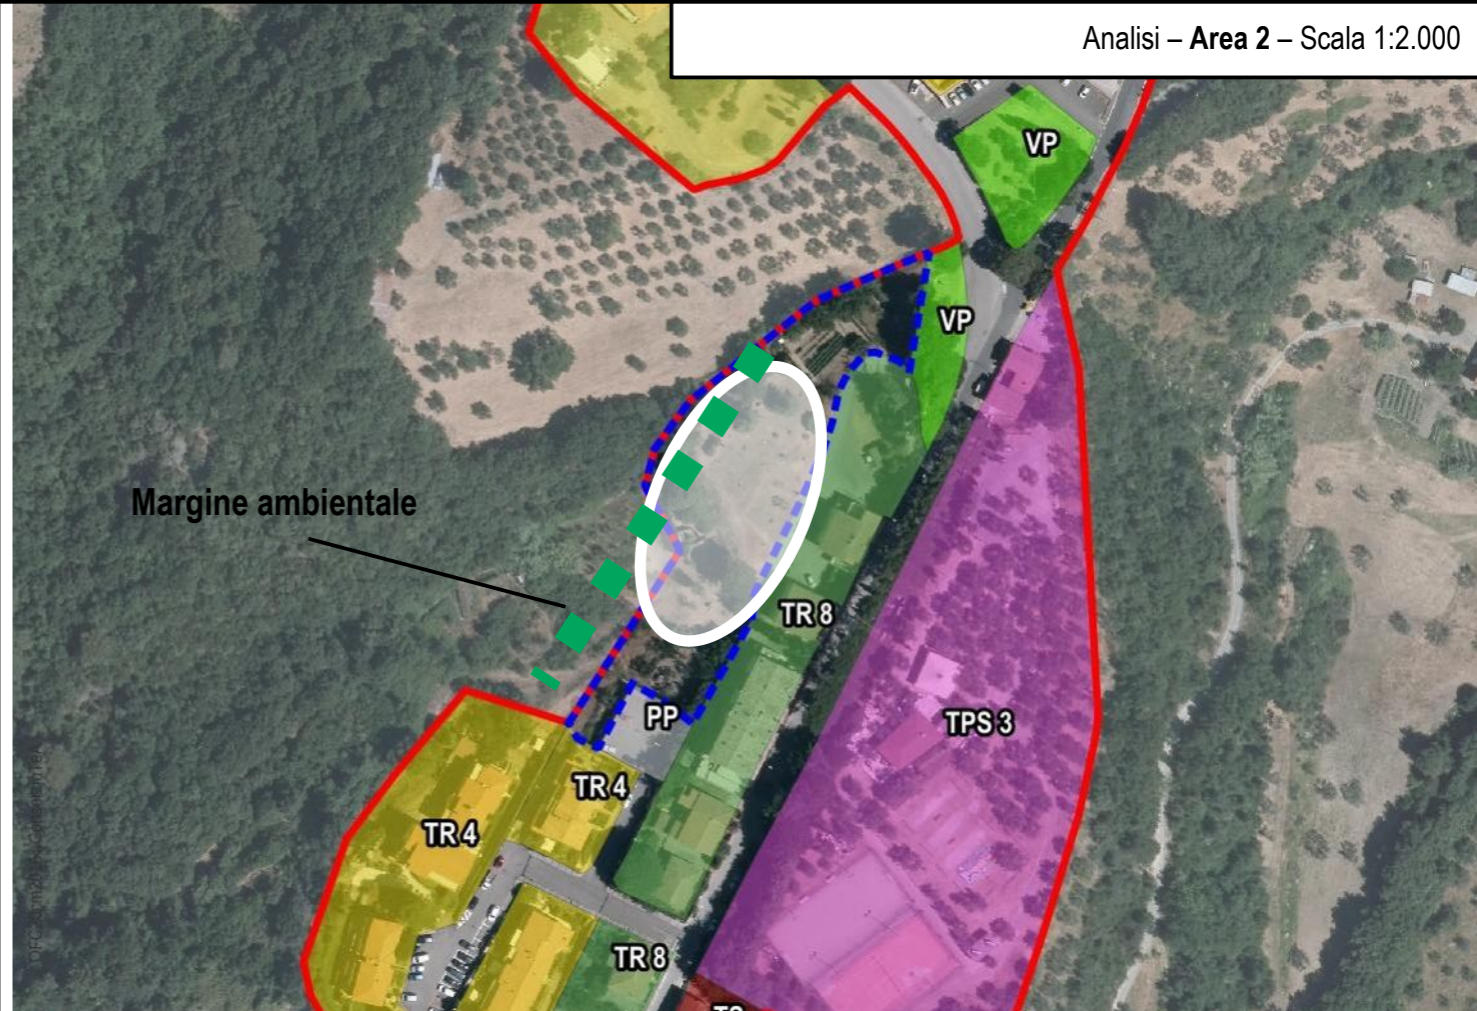 Analisi – Area 2 – Scala 1:2.000
VP
VP
Margine ambientale
TR 8
PP
TPS 3
TR 4
TR 4
TR 8